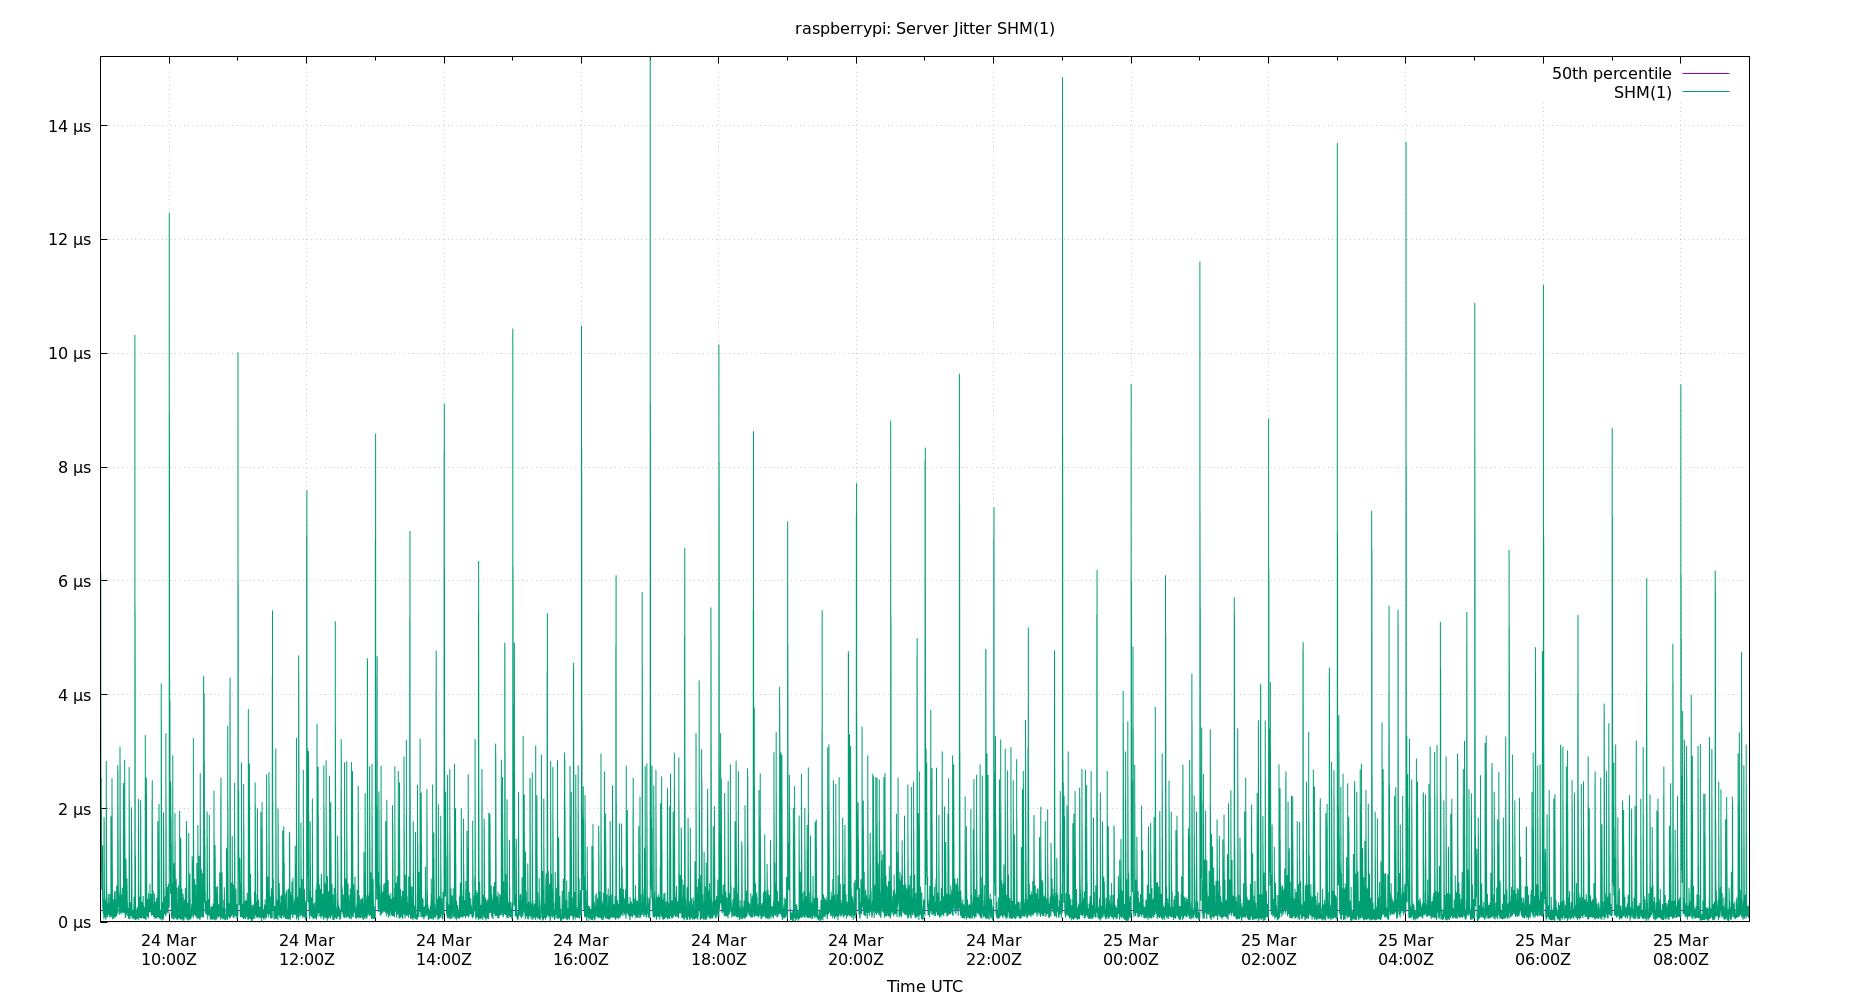 raspberrypi: Server Jitter SHM(1)
50th percentile
SHM(1)
14 µs
12 µs
10 µs
8 µs
6 µs
4 µs
2 µs
0 µs
24 Mar 24 Mar 24 Mar 24 Mar 24 Mar 24 Mar 24 Mar 25 Mar 25 Mar 25 Mar 25 Mar 25 Mar
10:00Z 12:00Z 14:00Z 16:00Z 18:00Z 20:00Z 22:00Z 00:00Z 02:00Z 04:00Z 06:00Z 08:00Z
Time UTC